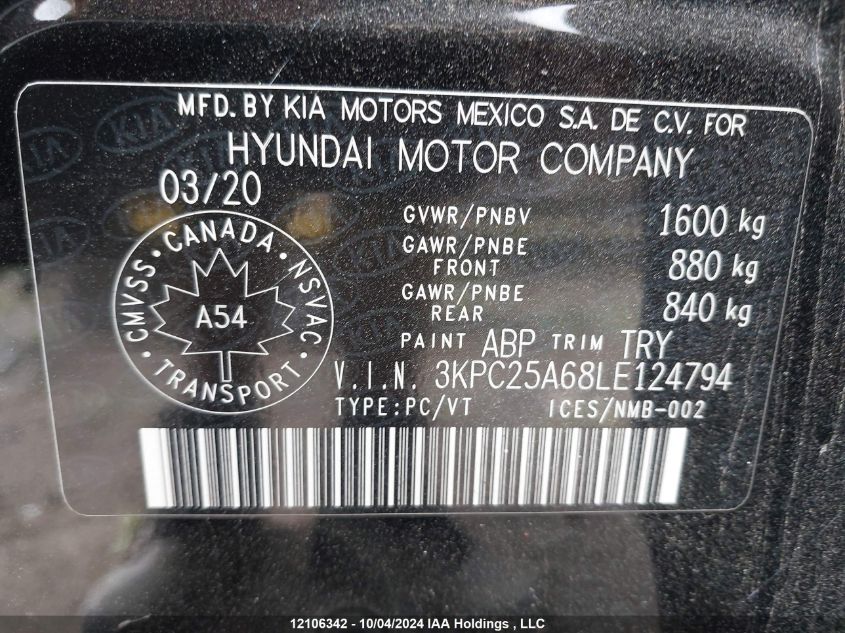 MFD. BY KIA MOTORS MEXICO S.A. DE C.V. FOR
HYUNDAI MOTOR COMPANY
03/20
CMVSS · CANADA · NSVAC · TRANSPORT ·
A54
GVWR/PNBV 1600 kg
GAWR/PNBE
FRONT 880 kg
GAWR/PNBE
REAR 840 kg
PAINT ABP TRIM TRY
V.I.N. 3KPC25A68LE124794
TYPE:PC/VT ICES/NMB-002
12106342 - 10/04/2024 IAA Holdings , LLC